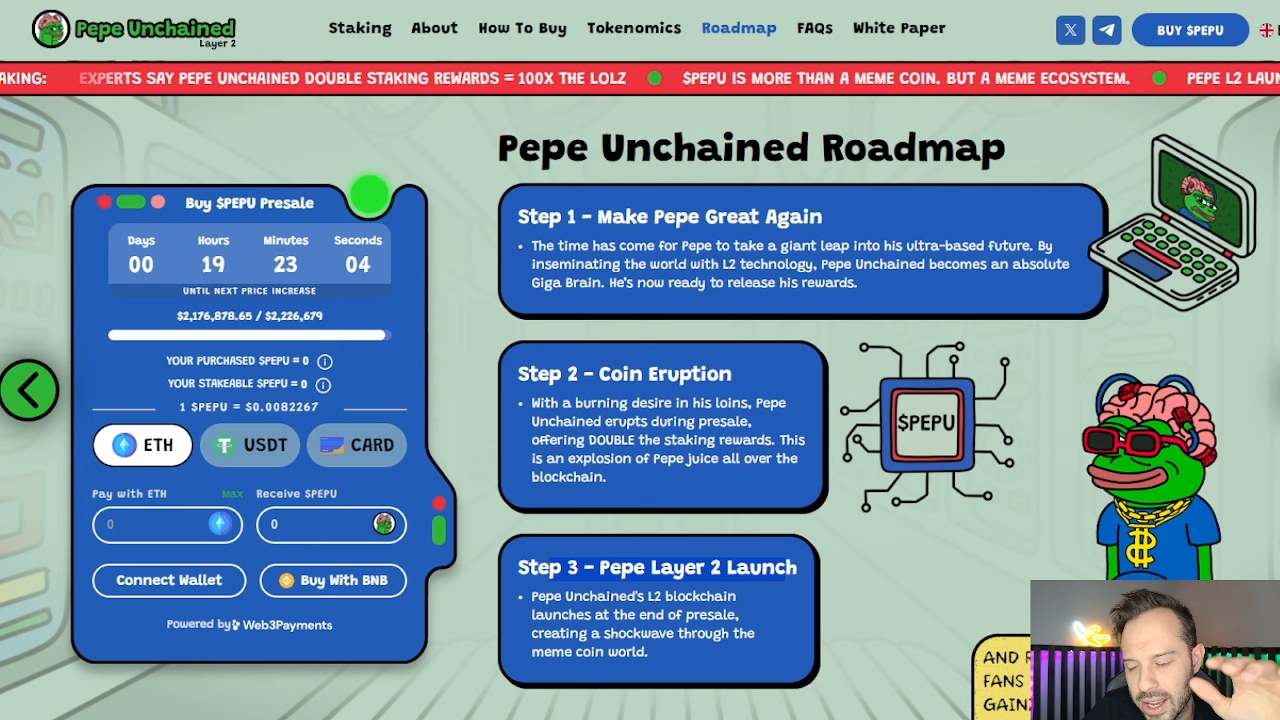 Pepe Unchained
Layer 2
Staking About How To Buy Tokenomics Roadmap FAQs White Paper
BUY $PEPU
AKING: EXPERTS SAY PEPE UNCHAINED DOUBLE STAKING REWARDS = 100X THE LOLZ $PEPU IS MORE THAN A MEME COIN. BUT A MEME ECOSYSTEM. PEPE L2 LAUN
Buy $PEPU Presale
Days Hours Minutes Seconds
00 19 23 04
UNTIL NEXT PRICE INCREASE
$2,176,878.65 / $2,226,679
YOUR PURCHASED $PEPU = 0
YOUR STAKEABLE $PEPU = 0
1 $PEPU = $0.0082267
ETH USDT CARD
Pay with ETH Max Receive $PEPU
0 0
Connect Wallet Buy With BNB
Powered by Web3Payments
Pepe Unchained Roadmap
Step 1 - Make Pepe Great Again
• The time has come for Pepe to take a giant leap into his ultra-based future. By
inseminating the world with L2 technology, Pepe Unchained becomes an absolute
Giga Brain. He's now ready to release his rewards.
Step 2 - Coin Eruption
• With a burning desire in his loins, Pepe
Unchained erupts during presale,
offering DOUBLE the staking rewards. This
is an explosion of Pepe juice all over the
blockchain.
$PEPU
Step 3 - Pepe Layer 2 Launch
• Pepe Unchained's L2 blockchain
launches at the end of presale,
creating a shockwave through the
meme coin world.
AND
FANS
GAIN